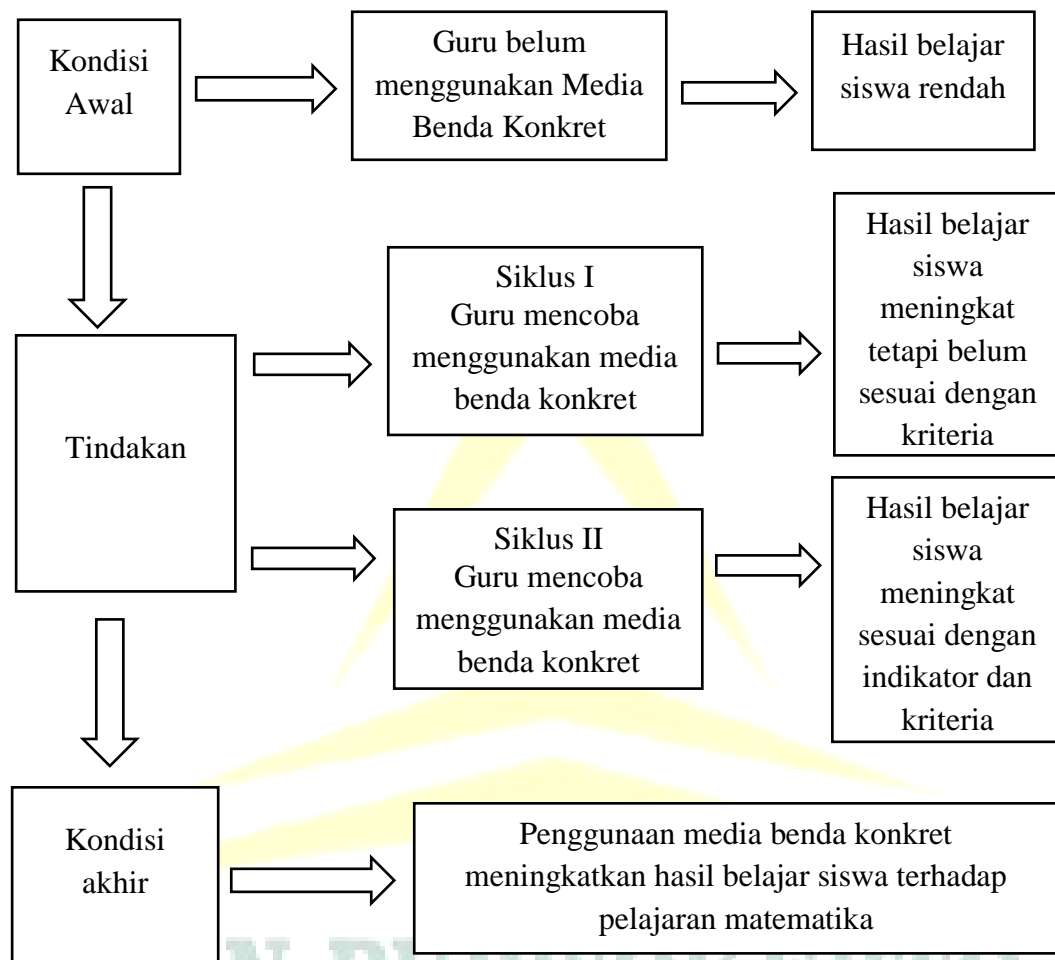 Kondisi
Awal
Guru belum
menggunakan Media
Benda Konkret
Hasil belajar
siswa rendah
Tindakan
Siklus I
Guru mencoba
menggunakan media
benda konkret
Hasil belajar
siswa
meningkat
tetapi belum
sesuai dengan
kriteria
Siklus II
Guru mencoba
menggunakan media
benda konkret
Hasil belajar
siswa
meningkat
sesuai dengan
indikator dan
kriteria
Kondisi
akhir
Penggunaan media benda konkret
meningkatkan hasil belajar siswa terhadap
pelajaran matematika